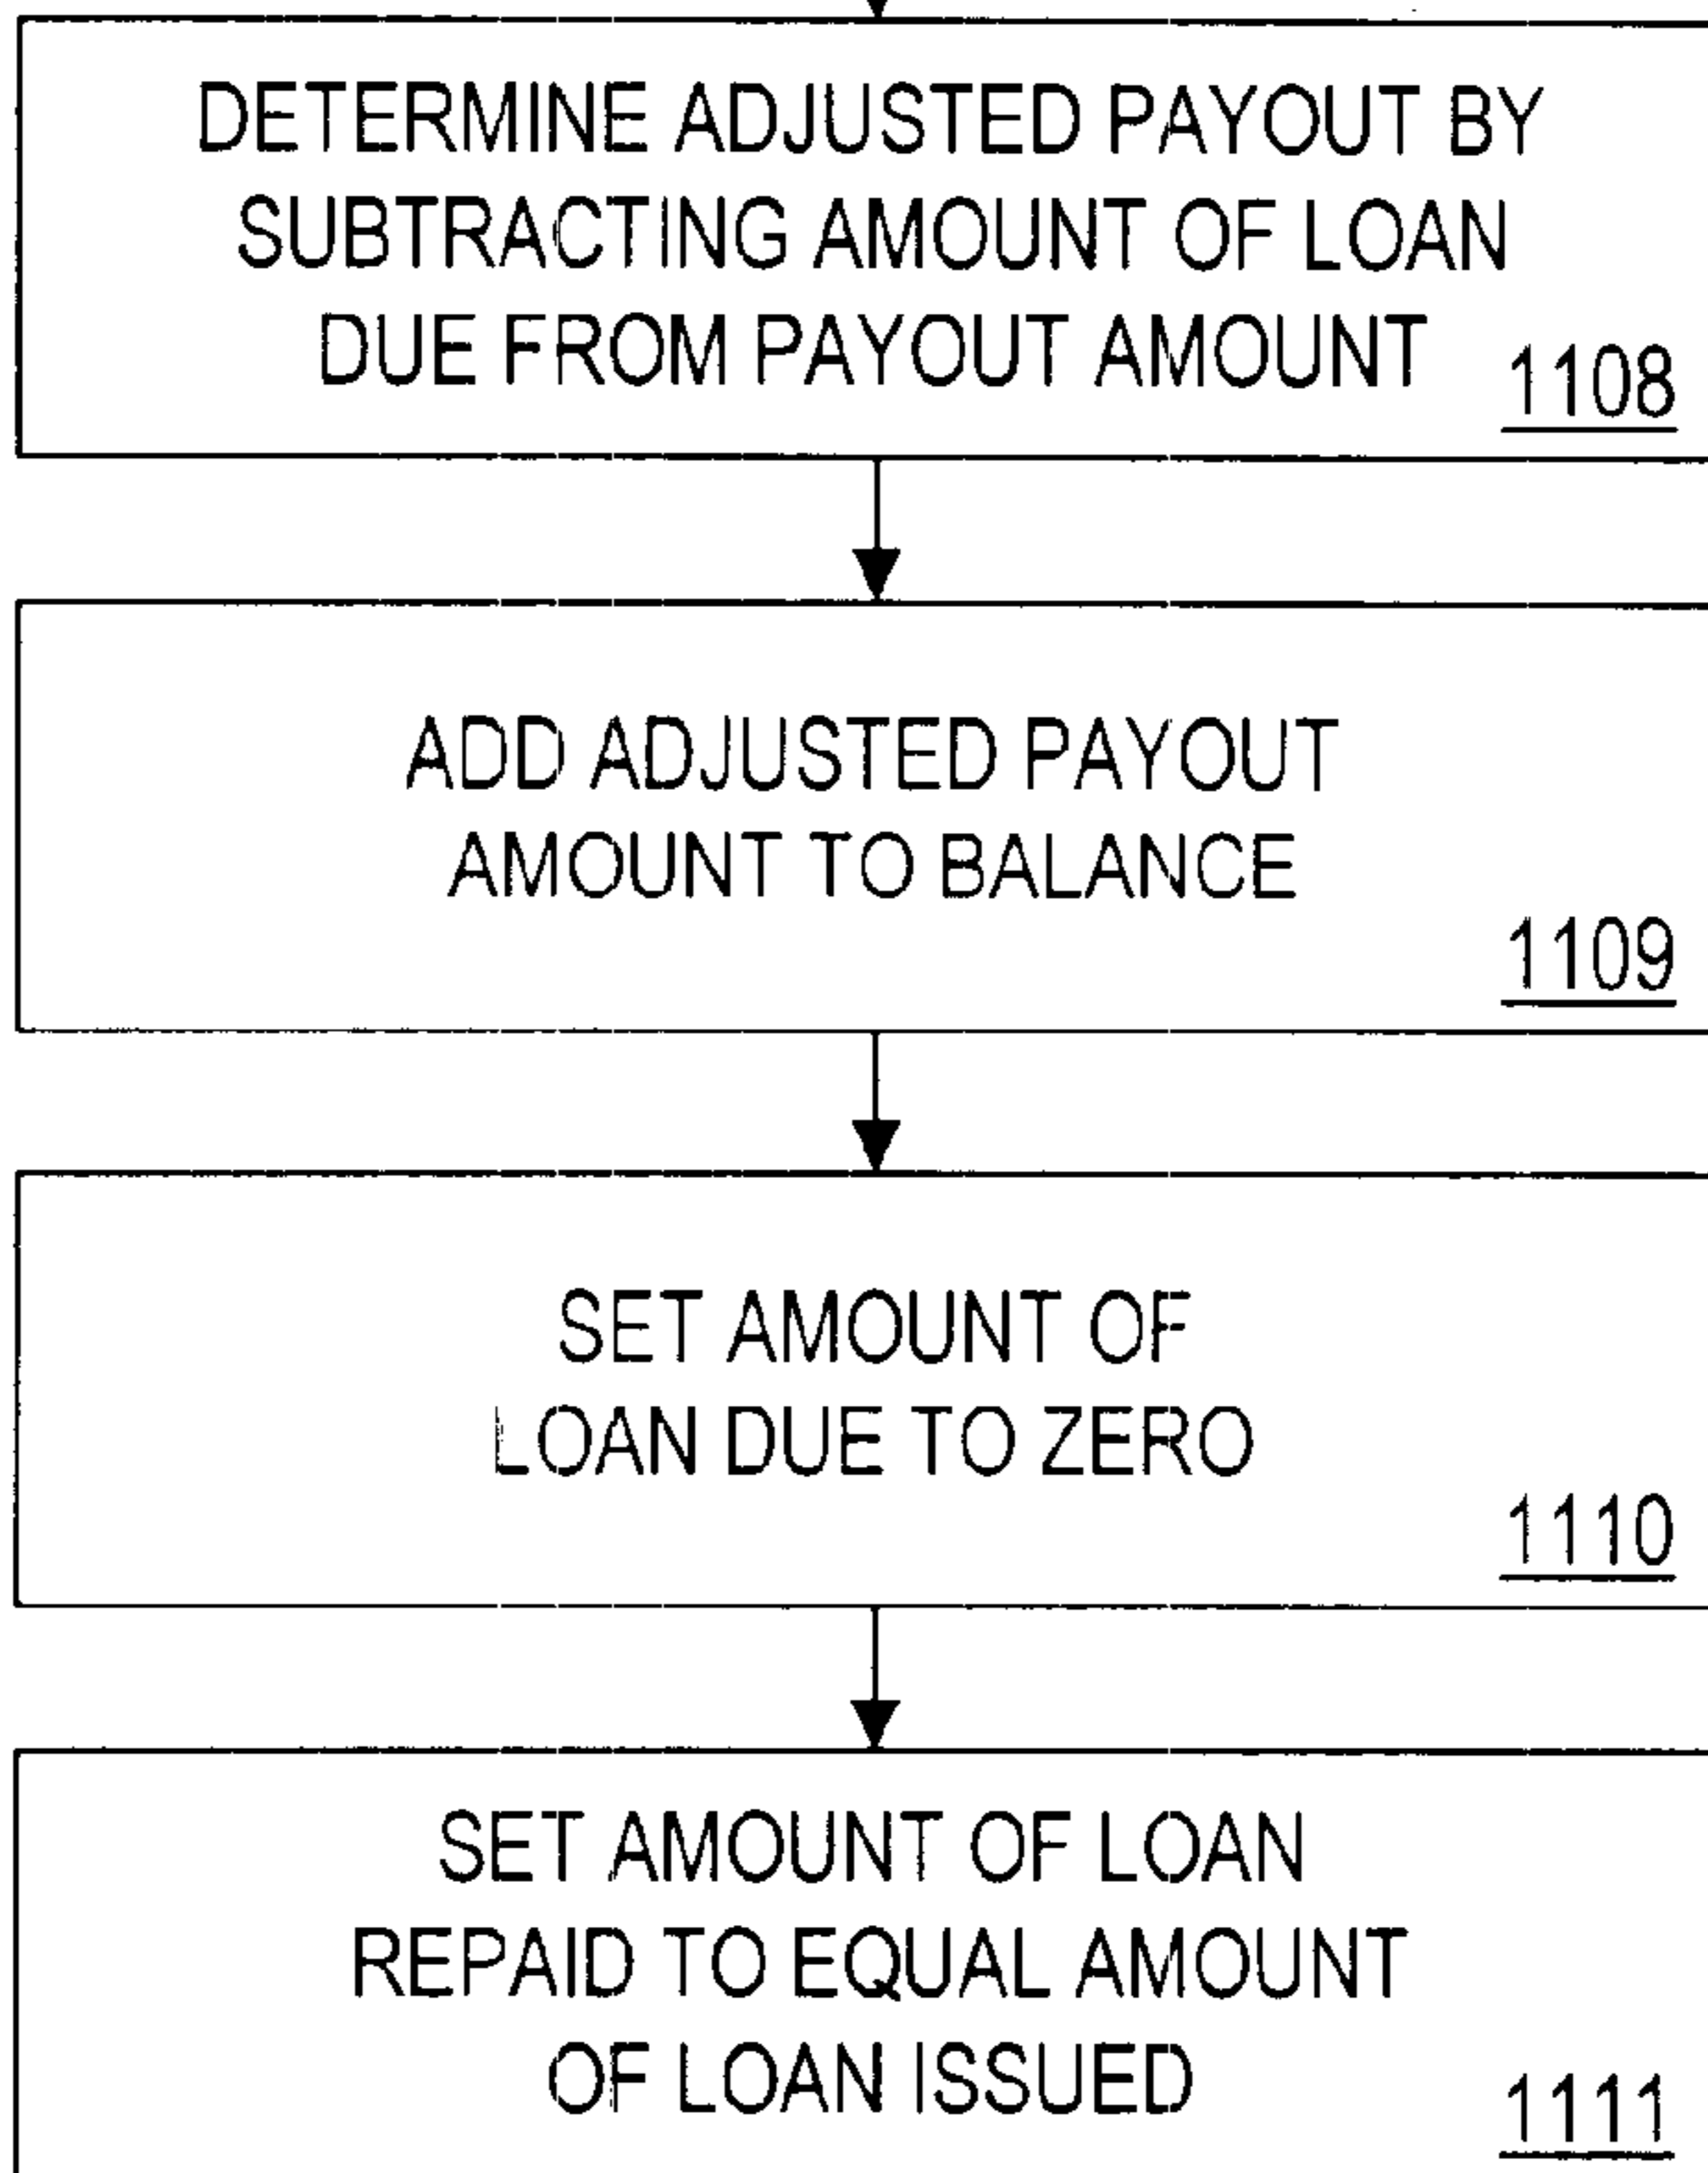 DETERMINE ADJUSTED PAYOUT BY
SUBTRACTING AMOUNT OF LOAN
DUE FROM PAYOUT AMOUNT
1108
ADD ADJUSTED PAYOUT
AMOUNT TO BALANCE
1109
SET AMOUNT OF
LOAN DUE TO ZERO
1110
SET AMOUNT OF LOAN
REPAID TO EQUAL AMOUNT
OF LOAN ISSUED
1111